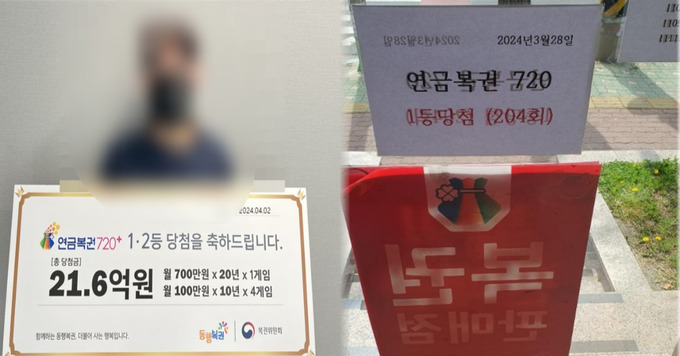 2024.04.02
연금복권720+ 1·2등 당첨을 축하드립니다.
[총 당첨금]
21.6억원
월 700만원 x 20년 x 1게임
월 100만원 x 10년 x 4게임
함께하는 동행복권, 더불어 사는 행복입니다.
동행복권
복권위원회
2024년3월28일
2024년3월28일
연금복권 720
1등당첨 (204회)
복권
판매점